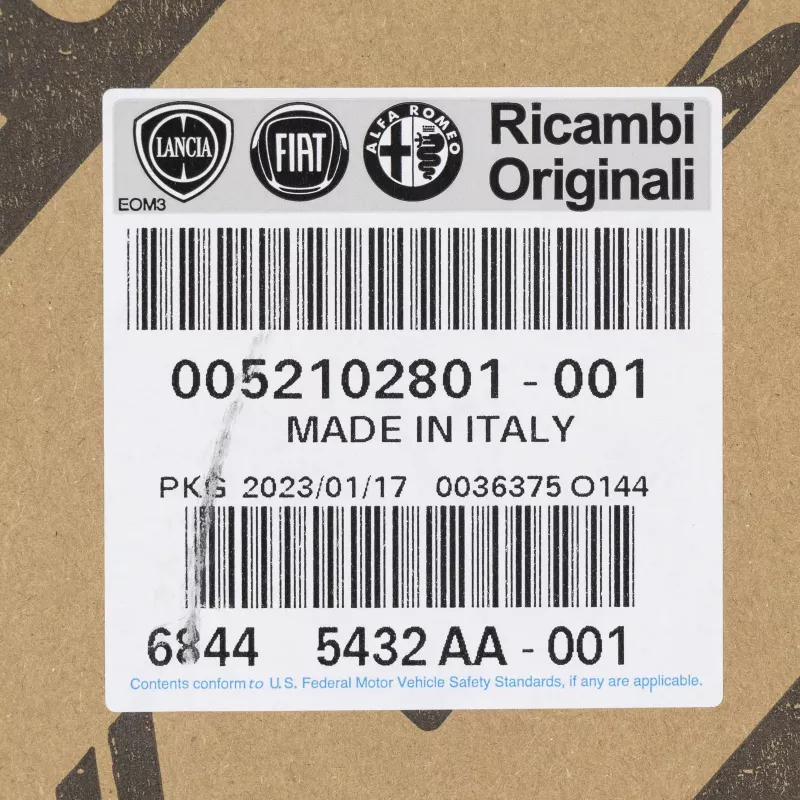 LANCIA FIAT ALFA ROMEO Ricambi
Originali
EOM3
0052102801 - 001
MADE IN ITALY
PKG 2023/01/17 0036375 O144
6844 5432 AA - 001
Contents conform to U.S. Federal Motor Vehicle Safety Standards, if any are applicable.